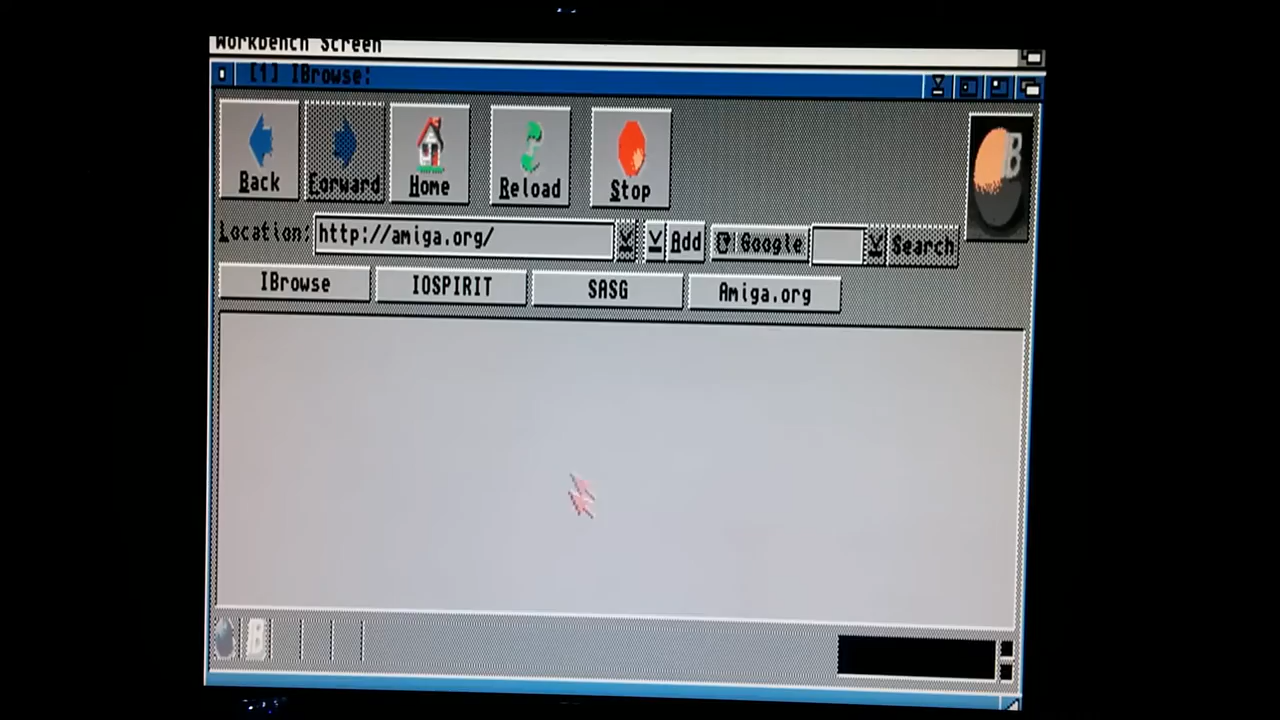 Workbench Screen
[1] IBrowse:
Back Forward Home Reload Stop
B
Location: http://amiga.org/ Add Google Search
IBrowse IOSPIRIT SASG Amiga.org
B